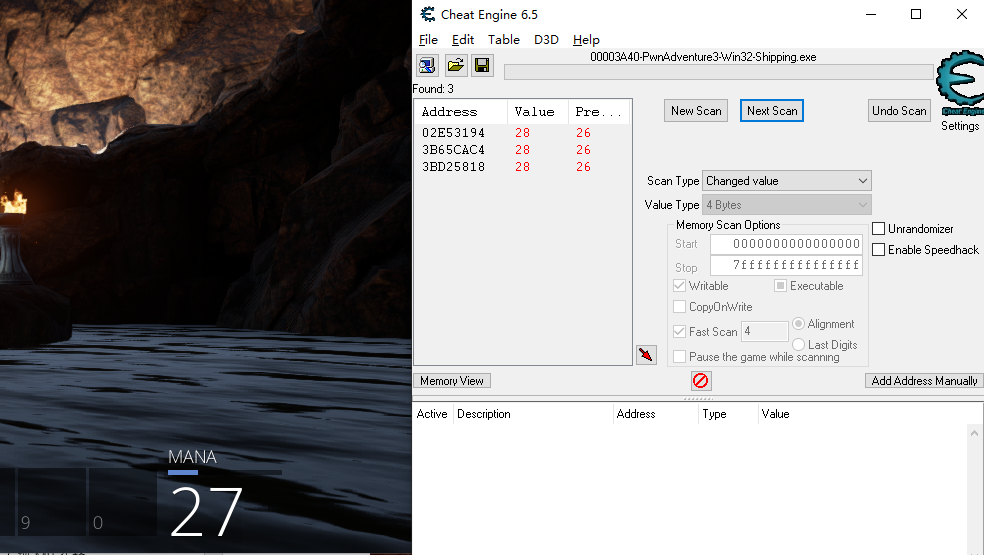 Cheat Engine 6.5
File Edit Table D3D Help
00003A40-PwnAdventure3-Win32-Shipping.exe
Found: 3
Address Value Pre...
02E53194 28 26
3B65CAC4 28 26
3BD25818 28 26
New Scan Next Scan Undo Scan
Cheat Engine
Settings
Scan Type Changed value
Value Type 4 Bytes
Memory Scan Options
Start 0000000000000000
Stop 7fffffffffffffff
Unrandomizer
Enable Speedhack
Writable Executable
CopyOnWrite
Fast Scan 4 Alignment
Last Digits
Pause the game while scanning
Memory View Add Address Manually
Active Description Address Type Value
MANA
27
9 0